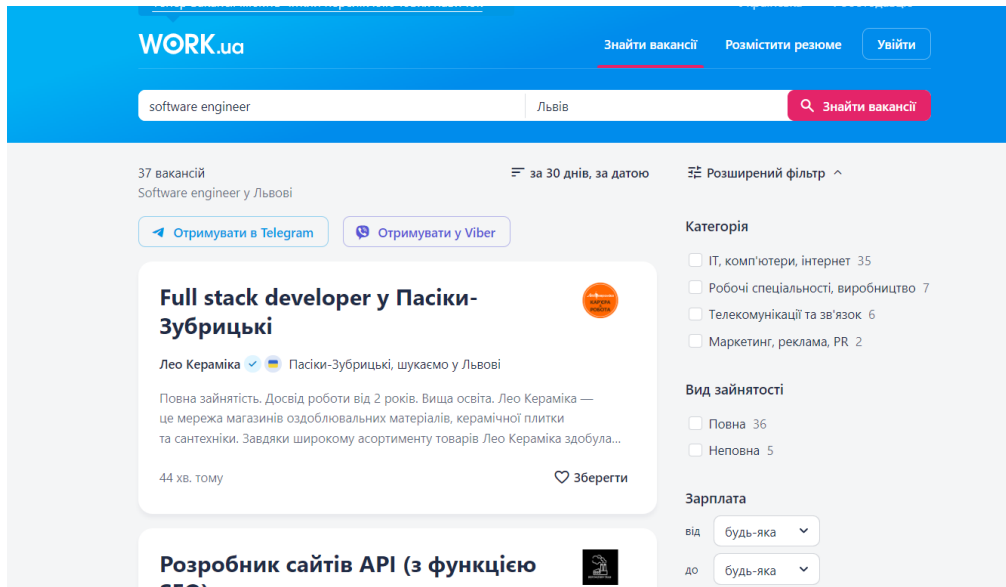 WORK.ua
Знайти вакансії
Розмістити резюме
Увійти
software engineer
Львів
Знайти вакансії
37 вакансій
за 30 днів, за датою
Розширений фільтр
Software engineer у Львові
Отримувати в Telegram
Отримувати у Viber
Full stack developer у Пасіки-
Зубрицькі
Лео Кераміка
Пасіки-Зубрицькі, шукаємо у Львові
Повна зайнятість. Досвід роботи від 2 років. Вища освіта. Лео Кераміка —
це мережа магазинів оздоблювальних матеріалів, керамічної плитки
та сантехніки. Завдяки широкому асортименту товарів Лео Кераміка здобула...
44 хв. тому
Зберегти
Розробник сайтів API (з функцією
Категорія
IT, комп'ютери, інтернет 35
Робочі спеціальності, виробництво 7
Телекомунікації та зв'язок 6
Маркетинг, реклама, PR 2
Вид зайнятості
Повна 36
Неповна 5
Зарплата
від будь-яка
до будь-яка